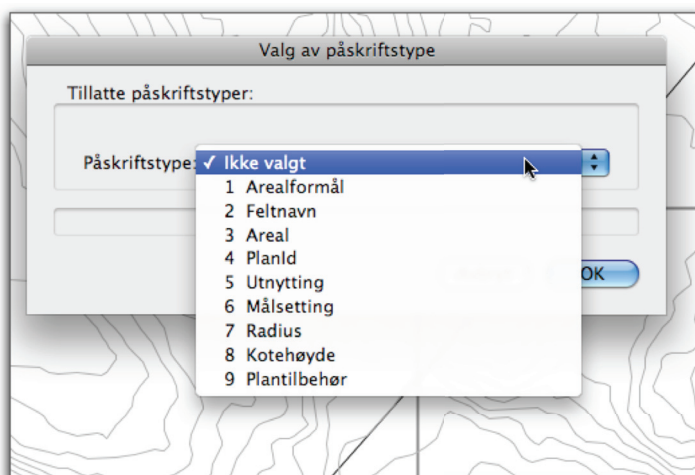 Valg av påskriftstype
Tillatte påskriftstyper:
Påskriftstype: ✓ Ikke valgt
1 Arealformål
2 Feltnavn
3 Areal
4 PlanId
5 Utnytting
6 Målsetting
7 Radius
8 Kotehøyde
9 Plantilbehør
OK